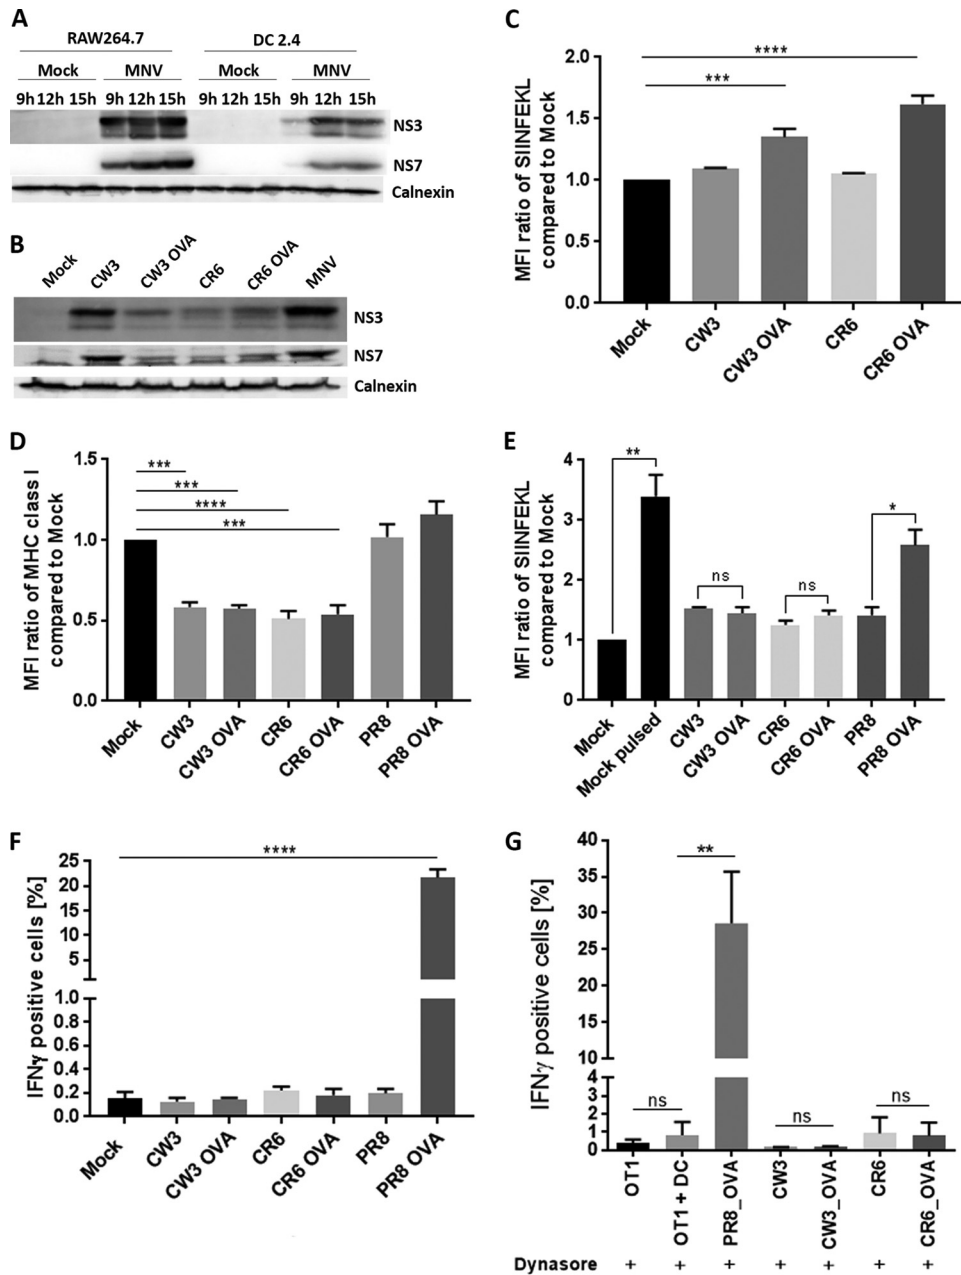 A
RAW264.7 DC 2.4
Mock MNV Mock MNV
9h 12h 15h 9h 12h 15h 9h 12h 15h 9h 12h 15h
NS3
NS7
Calnexin
B
Mock CW3 CW3 OVA CR6 CR6 OVA MNV
NS3
NS7
Calnexin
C
MFI ratio of SIINFEKL
compared to Mock
2.0
1.5
1.0
0.5
0.0
****
***
Mock CW3 CW3 OVA CR6 CR6 OVA
D
MFI ratio of MHC class I
compared to Mock
1.5
1.0
0.5
0.0
***
***
****
***
Mock CW3 CW3 OVA CR6 CR6 OVA PR8 PR8 OVA
E
MFI ratio of SIINFEKL
compared to Mock
4
3
2
1
0
**
ns
ns
*
Mock Mock pulsed CW3 CW3 OVA CR6 CR6 OVA PR8 PR8 OVA
F
IFNγ positive cells [%]
25
20
15
10
5
1.0
0.8
0.6
0.4
0.2
0.0
****
Mock CW3 CW3 OVA CR6 CR6 OVA PR8 PR8 OVA
G
IFNγ positive cells [%]
40
35
30
25
20
15
10
4
3
2
1
0
**
ns
ns
ns
OT1 OT1 + DC PR8_OVA CW3 CW3_OVA CR6 CR6_OVA
Dynasore + + + + + + +